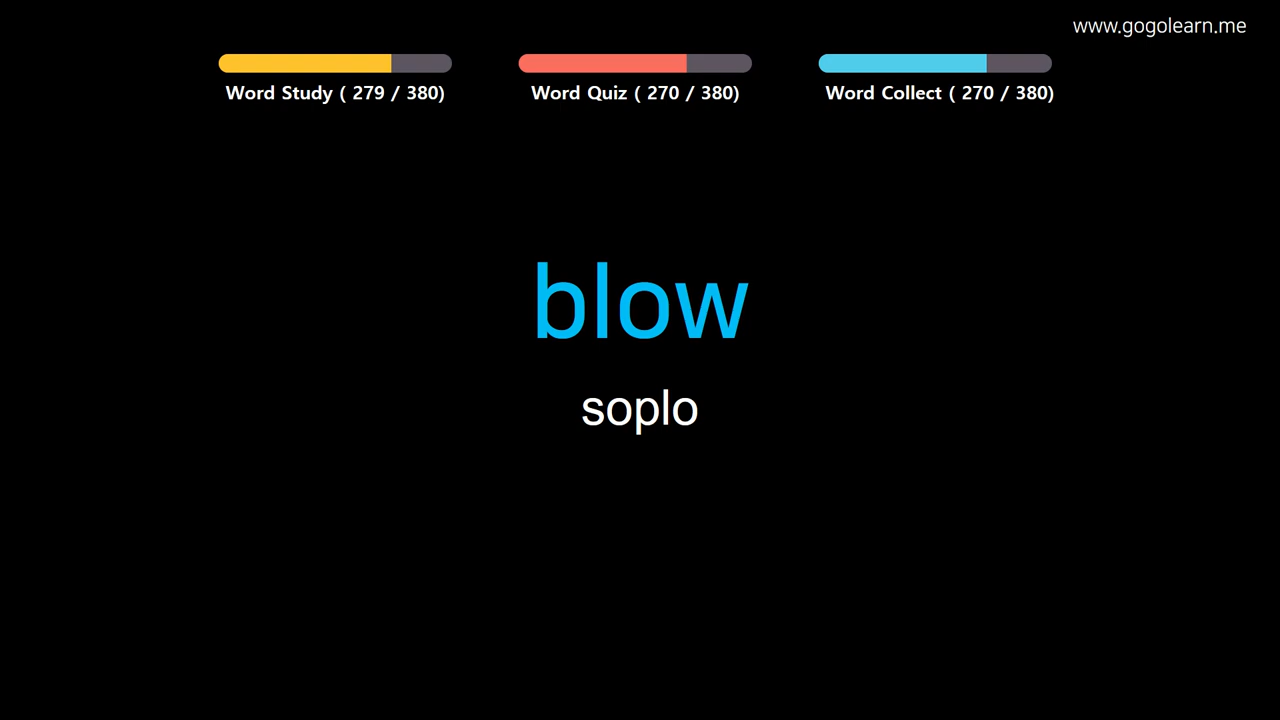 www.gogolearn.me
Word Study ( 279 / 380)
Word Quiz ( 270 / 380)
Word Collect ( 270 / 380)
blow
soplo